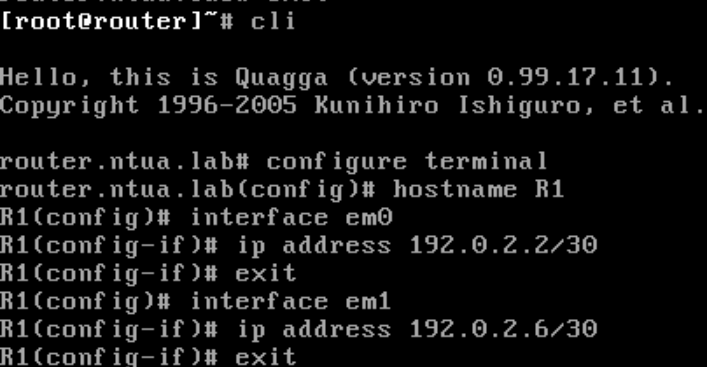 [root@router]~# cli
Hello, this is Quagga (version 0.99.17.11).
Copyright 1996-2005 Kunihiro Ishiguro, et al.
router.ntua.lab# configure terminal
router.ntua.lab(config)# hostname R1
R1(config)# interface em0
R1(config-if)# ip address 192.0.2.2/30
R1(config-if)# exit
R1(config)# interface em1
R1(config-if)# ip address 192.0.2.6/30
R1(config-if)# exit